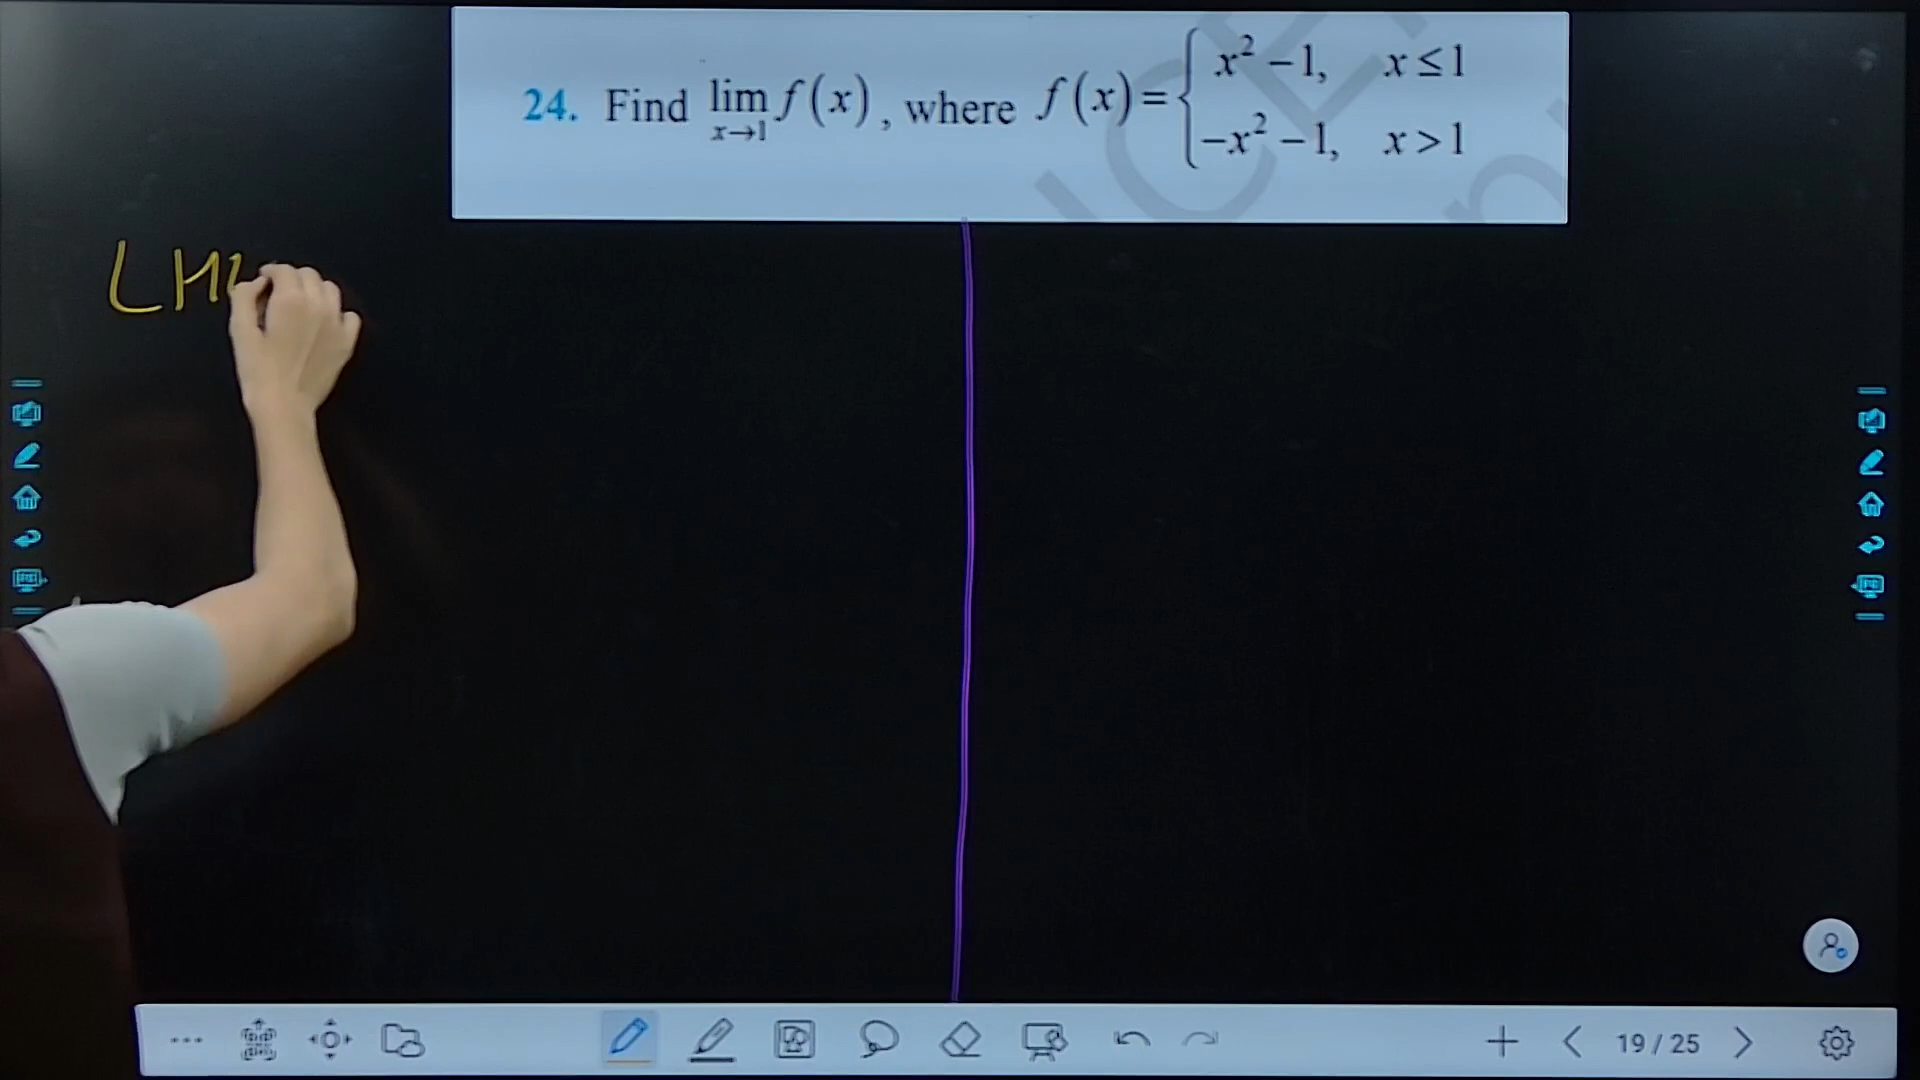 24. Find lim x→1 f(x), where f(x) = { x² − 1, x ≤ 1
−x² − 1, x > 1
LH
19 / 25